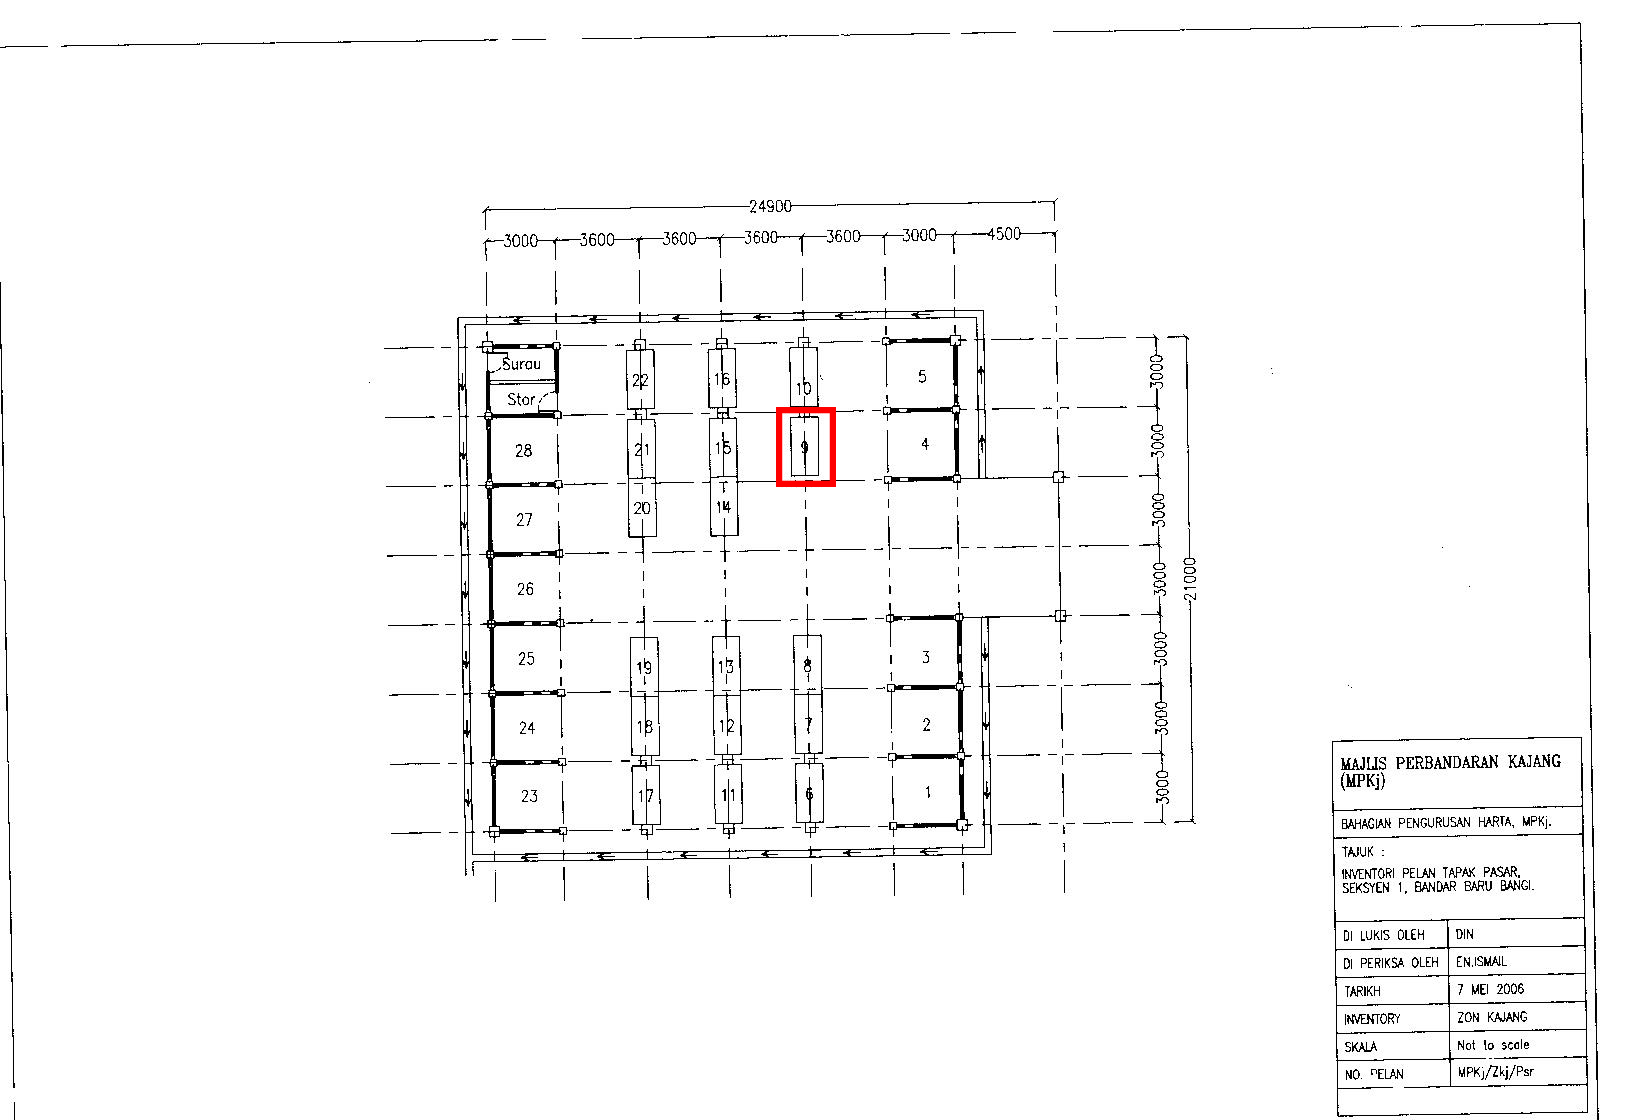 24900
3000 3600 3600 3600 3600 3000 4500
Surau
Stor
22 16 10 5
28 21 15 9 4
27 20 14
26
25 19 13 8 3
24 18 12 7 2
23 17 11 6 1
3000
3000
3000
3000
3000
3000
3000
21000
MAJLIS PERBANDARAN KAJANG
(MPKj)
BAHAGIAN PENGURUSAN HARTA, MPKj.
TAJUK :
INVENTORI PELAN TAPAK PASAR,
SEKSYEN 1, BANDAR BARU BANGI.
DI LUKIS OLEH DIN
DI PERIKSA OLEH EN.ISMAIL
TARIKH 7 MEI 2006
INVENTORY ZON KAJANG
SKALA Not to scale
NO. PELAN MPKj/Zkj/Psr